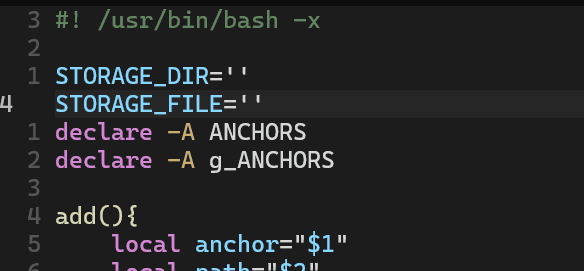 3 #! /usr/bin/bash -x
2
1 STORAGE_DIR=''
4 STORAGE_FILE=''
1 declare -A ANCHORS
2 declare -A g_ANCHORS
3
4 add(){
5 local anchor="$1"
6 local path="$2"